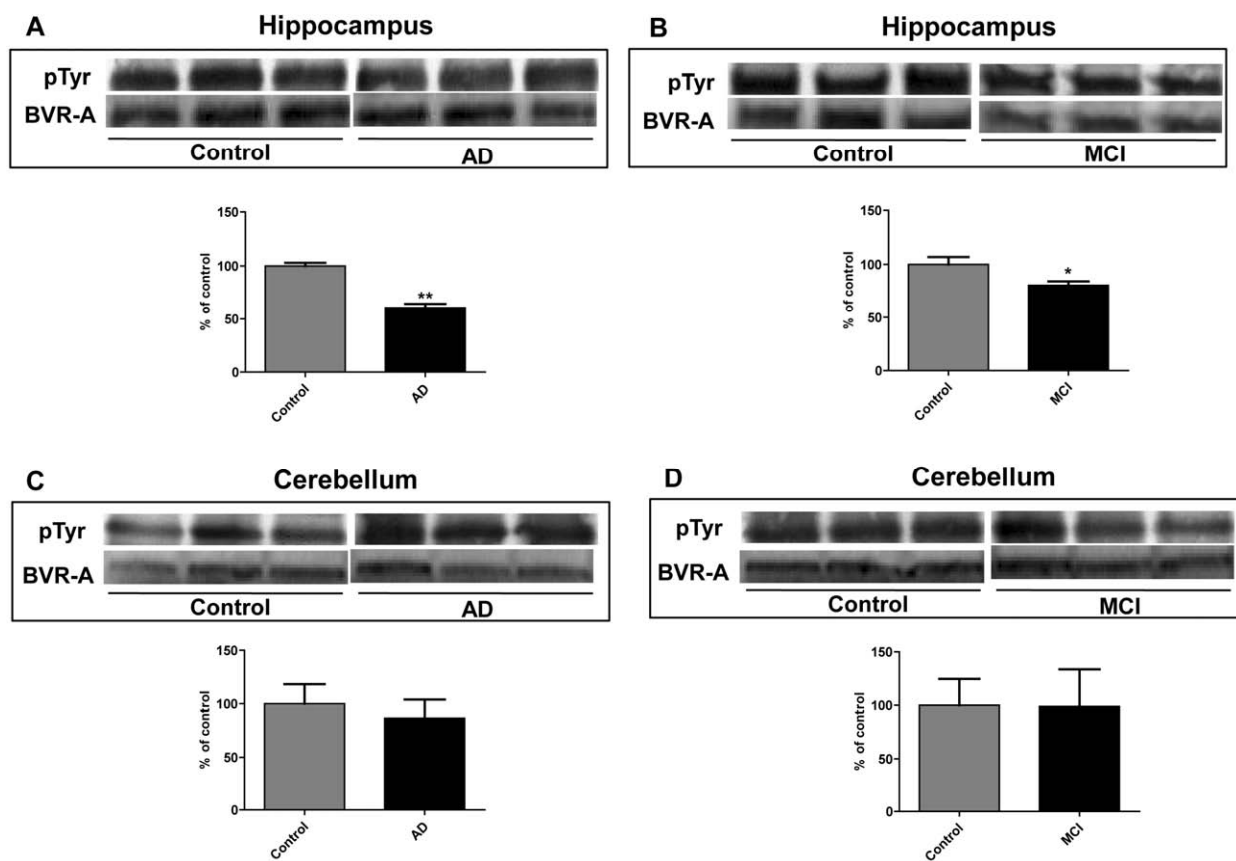 A Hippocampus
pTyr
BVR-A
Control AD
150
100
50
0
% of control
**
Control
AD
B Hippocampus
pTyr
BVR-A
Control MCI
150
100
50
0
% of control
*
Control
MCI
C Cerebellum
pTyr
BVR-A
Control AD
150
100
50
0
% of control
Control
AD
D Cerebellum
pTyr
BVR-A
Control MCI
150
100
50
0
% of control
Control
MCI